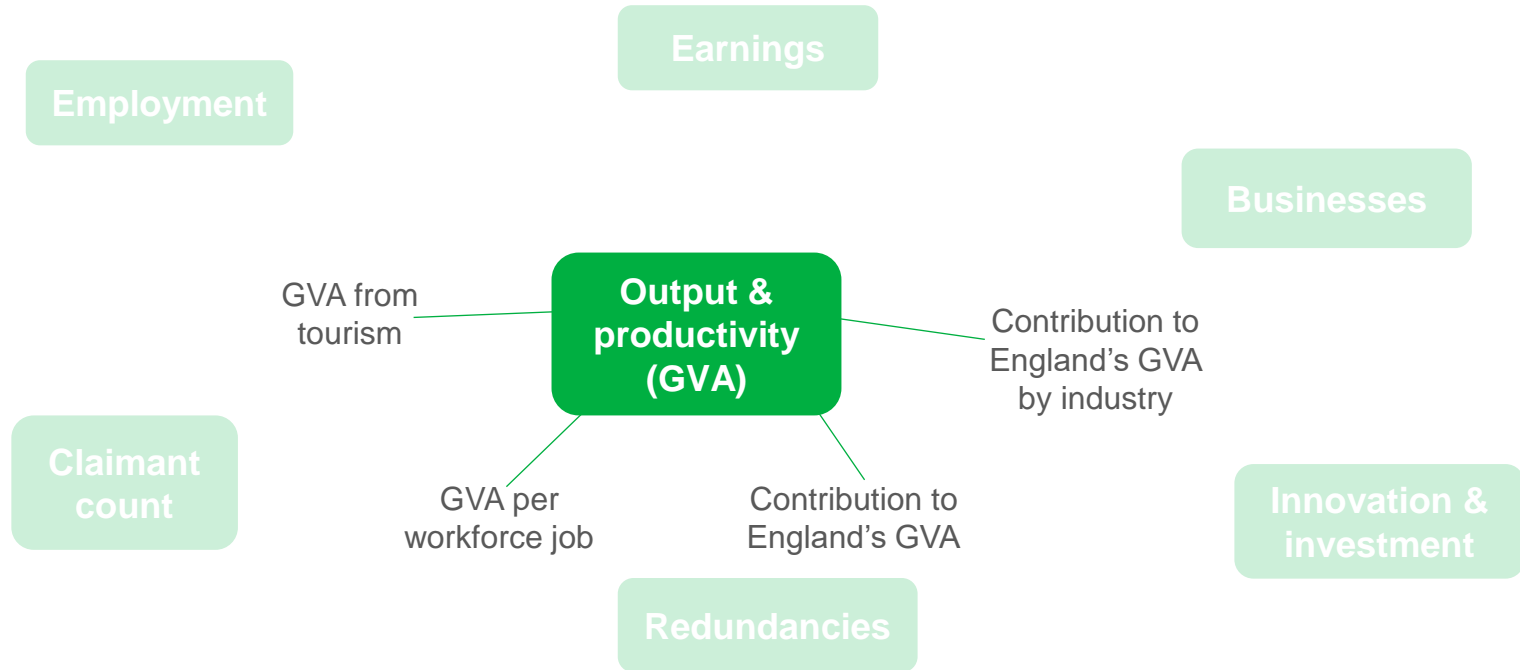 Earnings
Employment
Businesses
Output &
productivity
(GVA)
GVA from
tourism
Contribution to
England’s GVA
by industry
Claimant
count
GVA per
workforce job
Contribution to
England’s GVA
Innovation &
investment
Redundancies